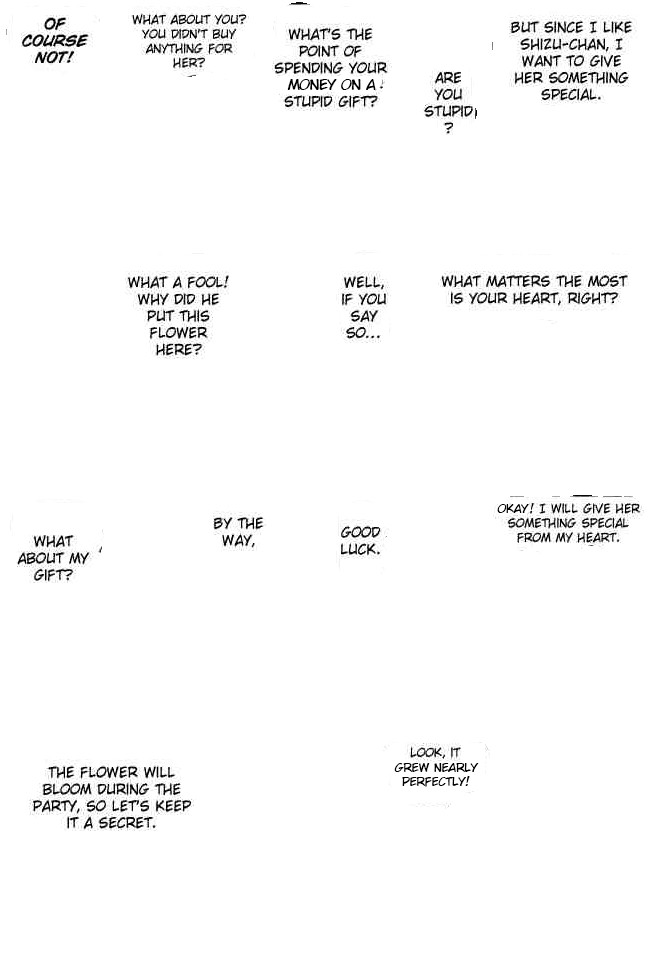 OF
COURSE
NOT!
WHAT ABOUT YOU?
YOU DIDN'T BUY
ANYTHING FOR
HER?
WHAT'S THE
POINT OF
SPENDING YOUR
MONEY ON A
STUPID GIFT?
ARE
YOU
STUPID
?
BUT SINCE I LIKE
SHIZU-CHAN, I
WANT TO GIVE
HER SOMETHING
SPECIAL.
WHAT A FOOL!
WHY DID HE
PUT THIS
FLOWER
HERE?
WELL,
IF YOU
SAY
SO...
WHAT MATTERS THE MOST
IS YOUR HEART, RIGHT?
WHAT
ABOUT MY
GIFT?
BY THE
WAY,
GOOD
LUCK.
OKAY! I WILL GIVE HER
SOMETHING SPECIAL
FROM MY HEART.
THE FLOWER WILL
BLOOM DURING THE
PARTY, SO LET'S KEEP
IT A SECRET.
LOOK, IT
GREW NEARLY
PERFECTLY!